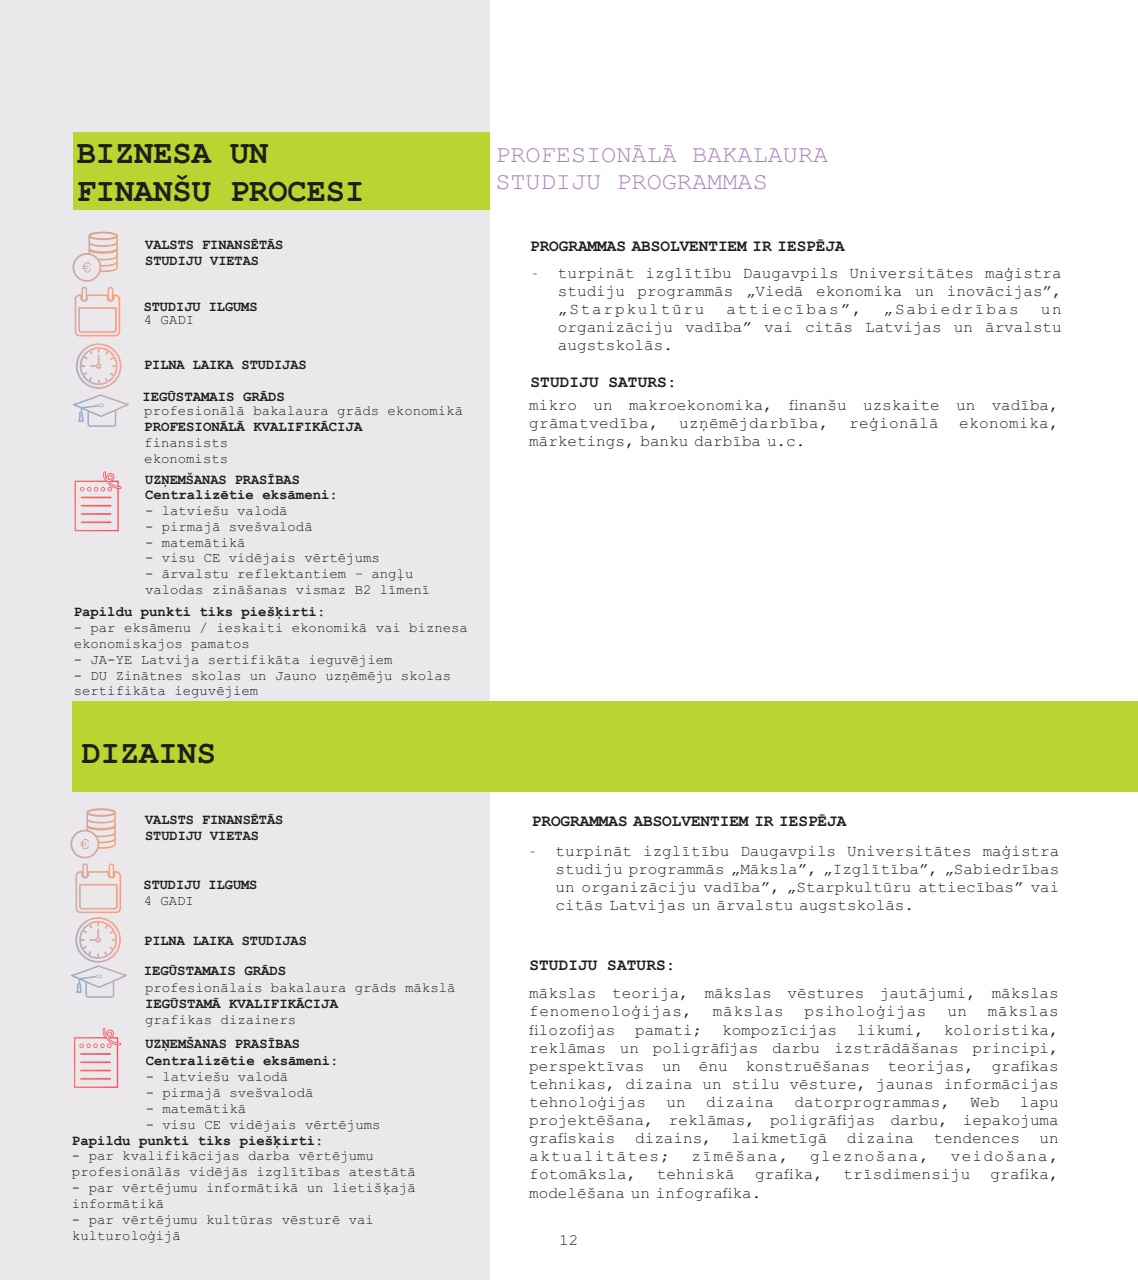 BIZNESA UN
FINANŠU PROCESI
PROFESIONĀLĀ BAKALAURA
STUDIJU PROGRAMMAS
VALSTS FINANSĒTĀS
STUDIJU VIETAS
STUDIJU ILGUMS
4 GADI
PILNA LAIKA STUDIJAS
IEGŪSTAMAIS GRĀDS
profesionālā bakalaura grāds ekonomikā
PROFESIONĀLĀ KVALIFIKĀCIJA
finansists
ekonomists
UZŅEMŠANAS PRASĪBAS
Centralizētie eksāmeni:
- latviešu valodā
- pirmajā svešvalodā
- matemātikā
- visu CE vidējais vērtējums
- ārvalstu reflektantiem – angļu
valodas zināšanas vismaz B2 līmenī
Papildu punkti tiks piešķirti:
- par eksāmenu / ieskaiti ekonomikā vai biznesa
ekonomiskajos pamatos
- JA-YE Latvija sertifikāta ieguvējiem
- DU Zinātnes skolas un Jauno uzņēmēju skolas
sertifikāta ieguvējiem
PROGRAMMAS ABSOLVENTIEM IR IESPĒJA
- turpināt izglītību Daugavpils Universitātes maģistra
studiju programmās „Viedā ekonomika un inovācijas”,
„Starpkultūru attiecības”, „Sabiedrības un
organizāciju vadība” vai citās Latvijas un ārvalstu
augstskolās.
STUDIJU SATURS:
mikro un makroekonomika, finanšu uzskaite un vadība,
grāmatvedība, uzņēmējdarbība, reģionālā ekonomika,
mārketings, banku darbība u.c.
DIZAINS
VALSTS FINANSĒTĀS
STUDIJU VIETAS
STUDIJU ILGUMS
4 GADI
PILNA LAIKA STUDIJAS
IEGŪSTAMAIS GRĀDS
profesionālais bakalaura grāds mākslā
IEGŪSTAMĀ KVALIFIKĀCIJA
grafikas dizainers
UZŅEMŠANAS PRASĪBAS
Centralizētie eksāmeni:
- latviešu valodā
- pirmajā svešvalodā
- matemātikā
- visu CE vidējais vērtējums
Papildu punkti tiks piešķirti:
- par kvalifikācijas darba vērtējumu
profesionālās vidējās izglītības atestātā
- par vērtējumu informātikā un lietišķajā
informātikā
- par vērtējumu kultūras vēsturē vai
kulturoloģijā
PROGRAMMAS ABSOLVENTIEM IR IESPĒJA
- turpināt izglītību Daugavpils Universitātes maģistra
studiju programmās „Māksla”, „Izglītība”, „Sabiedrības
un organizāciju vadība”, „Starpkultūru attiecības” vai
citās Latvijas un ārvalstu augstskolās.
STUDIJU SATURS:
mākslas teorija, mākslas vēstures jautājumi, mākslas
fenomenoloģijas, mākslas psiholoģijas un mākslas
filozofijas pamati; kompozīcijas likumi, koloristika,
reklāmas un poligrāfijas darbu izstrādāšanas principi,
perspektīvas un ēnu konstruēšanas teorijas, grafikas
tehnikas, dizaina un stilu vēsture, jaunas informācijas
tehnoloģijas un dizaina datorprogrammas, Web lapu
projektēšana, reklāmas, poligrāfijas darbu, iepakojuma
grafiskais dizains, laikmetīgā dizaina tendences un
aktualitātes; zīmēšana, gleznošana, veidošana,
fotomāksla, tehniskā grafika, trīsdimensiju grafika,
modelēšana un infografika.
12